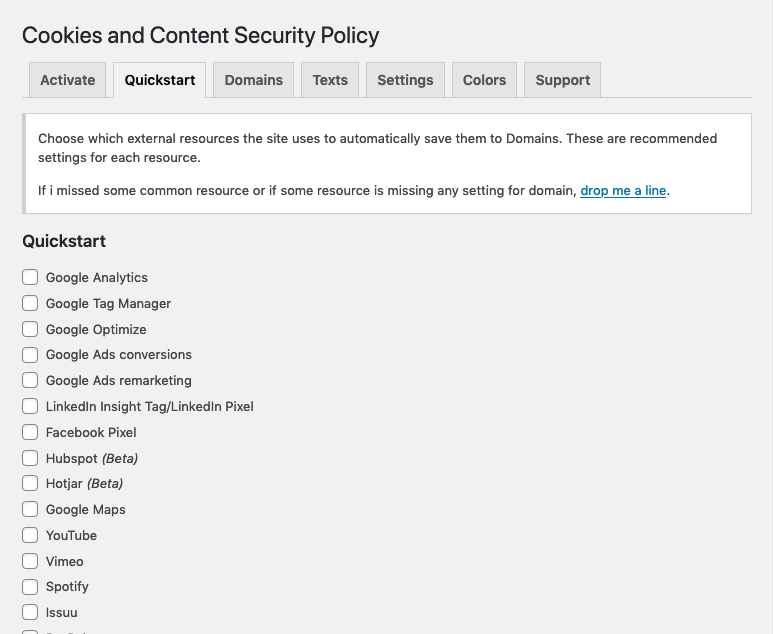 Cookies and Content Security Policy
Activate
Quickstart
Domains
Texts
Settings
Colors
Support
Choose which external resources the site uses to automatically save them to Domains. These are recommended
settings for each resource.
If i missed some common resource or if some resource is missing any setting for domain, drop me a line.
Quickstart
Google Analytics
Google Tag Manager
Google Optimize
Google Ads conversions
Google Ads remarketing
LinkedIn Insight Tag/LinkedIn Pixel
Facebook Pixel
Hubspot (Beta)
Hotjar (Beta)
Google Maps
YouTube
Vimeo
Spotify
Issuu